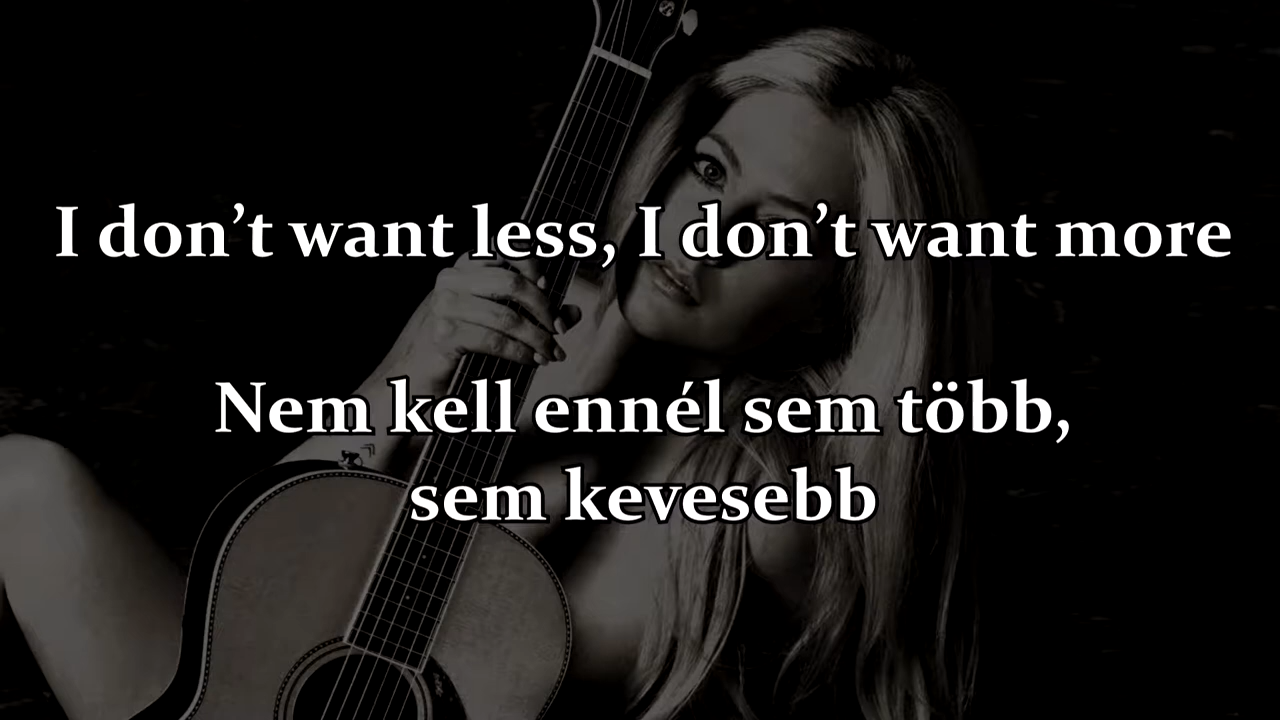 I don’t want less, I don’t want more
Nem kell ennél sem több,
sem kevesebb